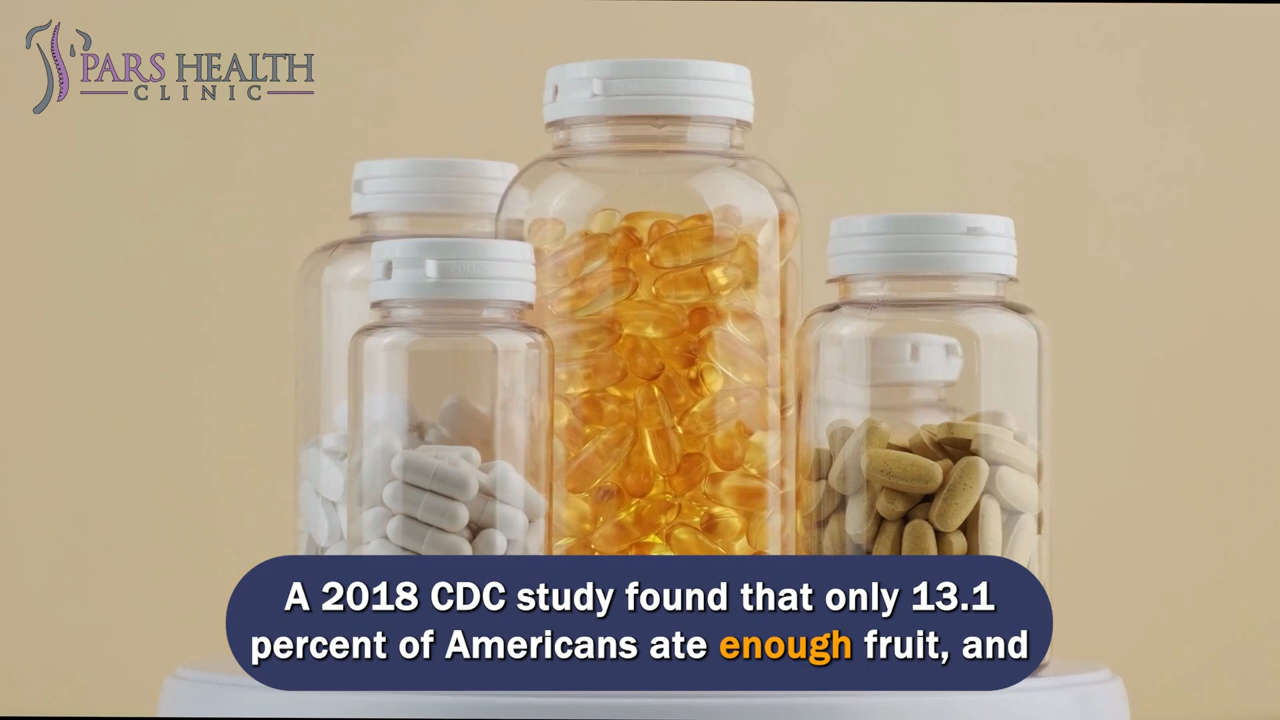 PARS HEALTH
CLINIC
A 2018 CDC study found that only 13.1
percent of Americans ate enough fruit, and